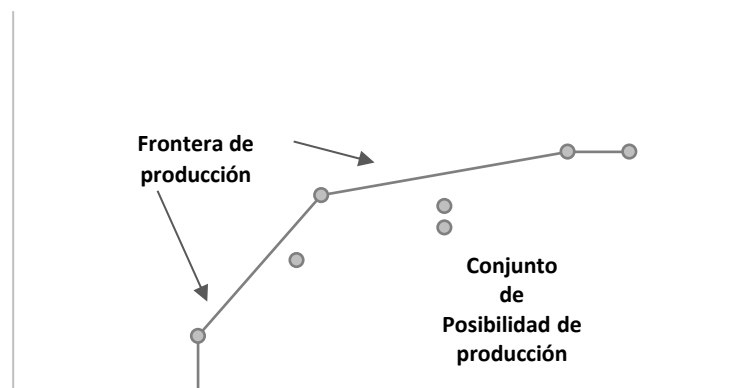 Frontera de
producción
Conjunto
de
Posibilidad de
producción